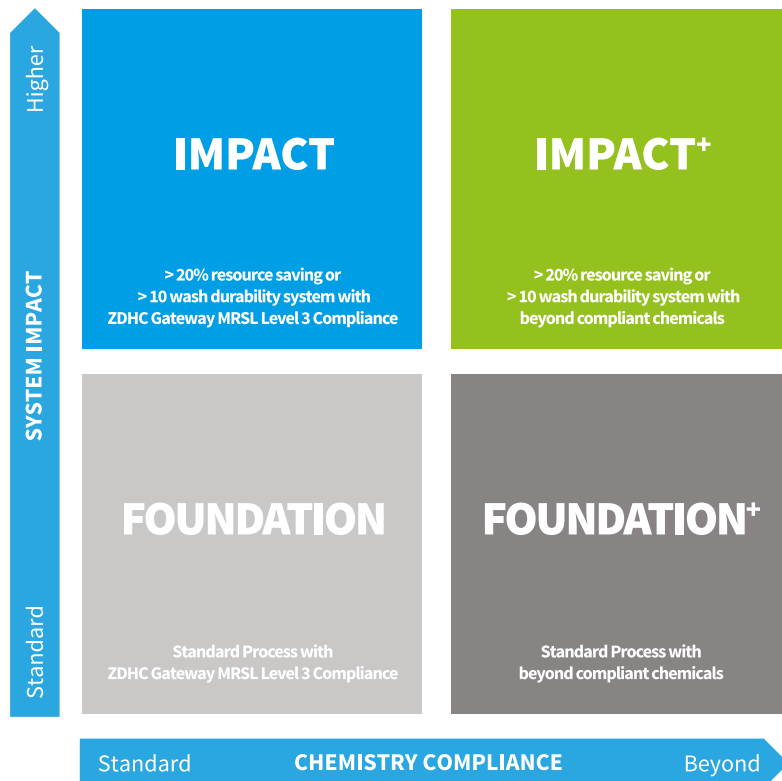 Higher
SYSTEM IMPACT
Standard
IMPACT
> 20% resource saving or
> 10 wash durability system with
ZDHC Gateway MRSL Level 3 Compliance
IMPACT+
> 20% resource saving or
> 10 wash durability system with
beyond compliant chemicals
FOUNDATION
Standard Process with
ZDHC Gateway MRSL Level 3 Compliance
FOUNDATION+
Standard Process with
beyond compliant chemicals
Standard
CHEMISTRY COMPLIANCE
Beyond